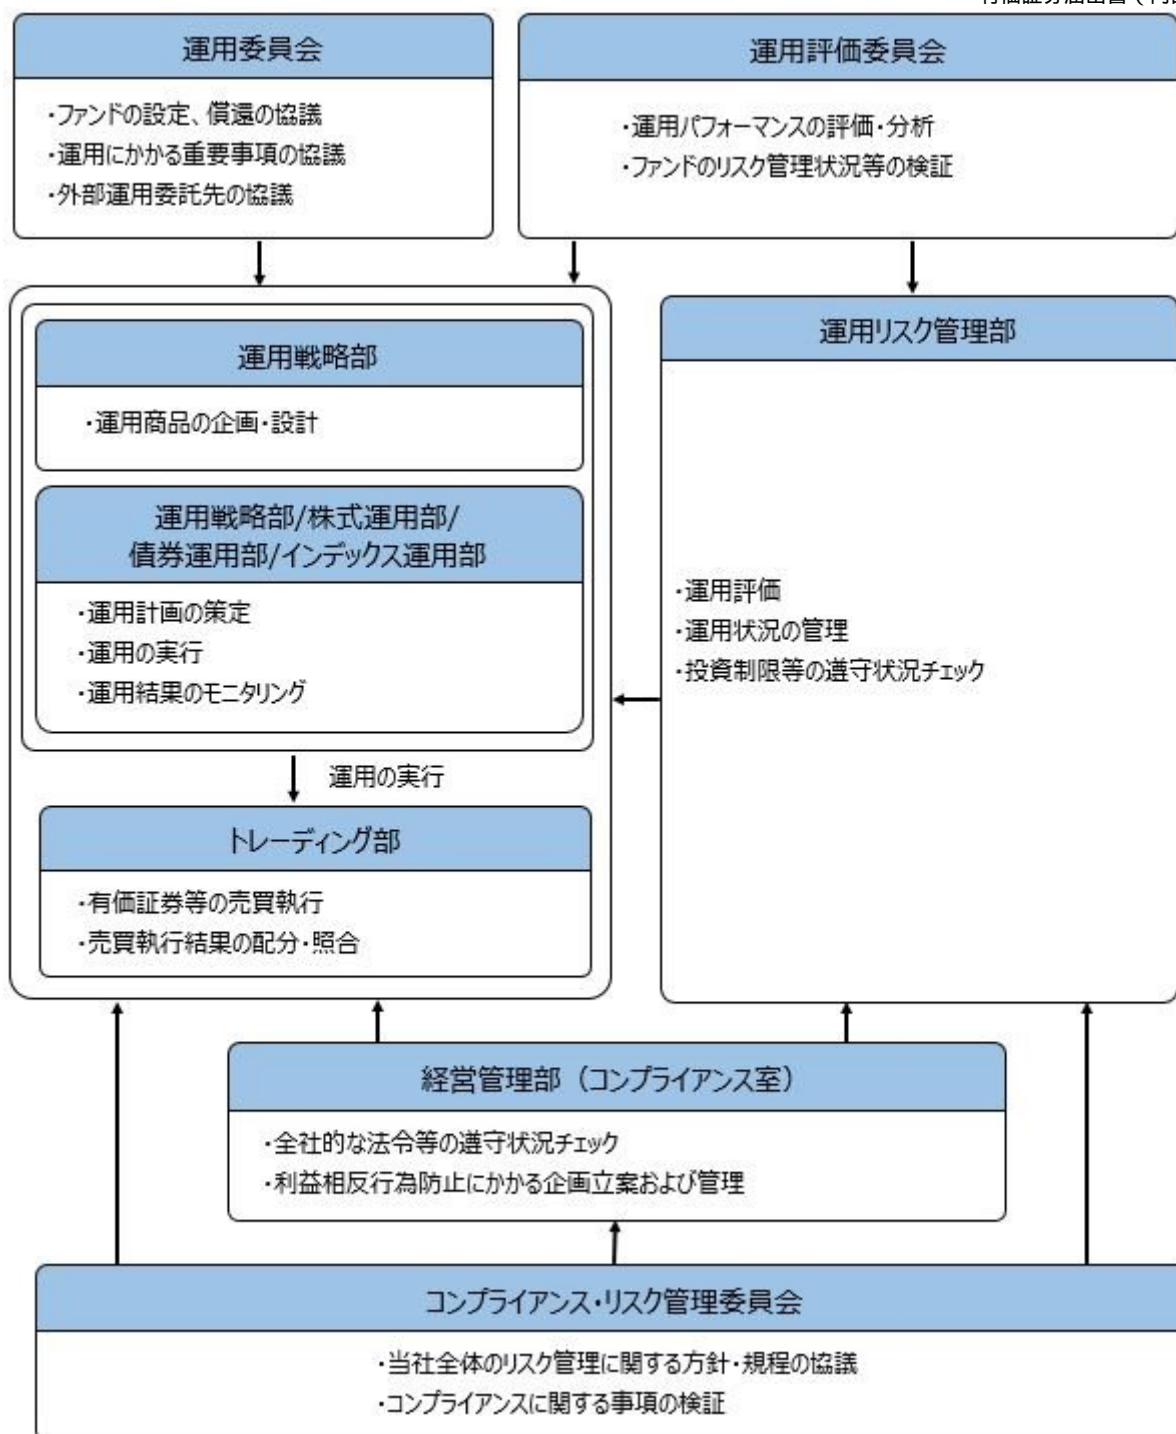 運用委員会
・ファンドの設定、償還の協議
・運用にかかる重要事項の協議
・外部運用委託先の協議
運用評価委員会
・運用パフォーマンスの評価・分析
・ファンドのリスク管理状況等の検証
運用戦略部
・運用商品の企画・設計
運用戦略部/株式運用部/
債券運用部/インデックス運用部
・運用計画の策定
・運用の実行
・運用結果のモニタリング
運用の実行
トレーディング部
・有価証券等の売買執行
・売買執行結果の配分・照合
運用リスク管理部
・運用評価
・運用状況の管理
・投資制限等の遵守状況チェック
経営管理部（コンプライアンス室）
・全社的な法令等の遵守状況チェック
・利益相反行為防止にかかる企画立案および管理
コンプライアンス・リスク管理委員会
・当社全体のリスク管理に関する方針・規程の協議
・コンプライアンスに関する事項の検証